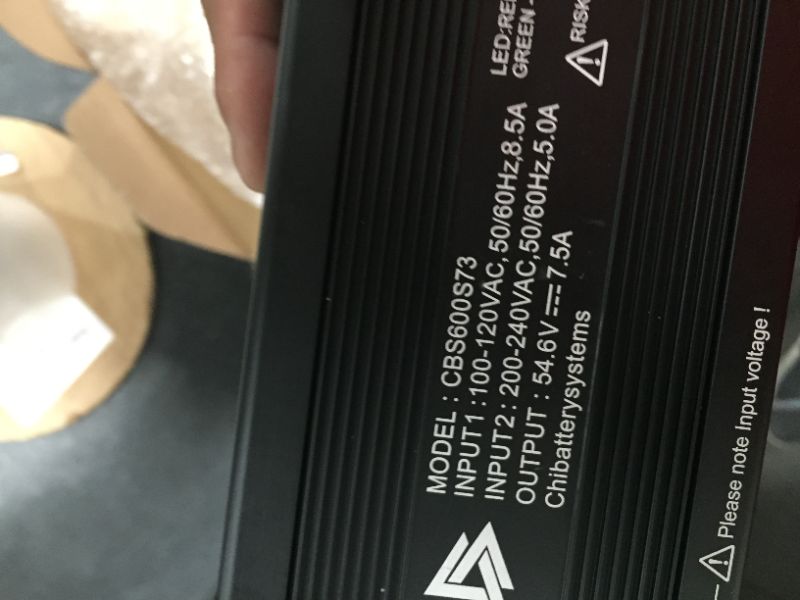 MODEL : CBS600S73
INPUT1 : 100-120VAC, 50/60Hz,8.5A
INPUT2 : 200-240VAC, 50/60Hz,5.0A
OUTPUT : 54.6V 7.5A
Chibatterysystems
LED:RE
GREEN -
RISK
Please note Input voltage !